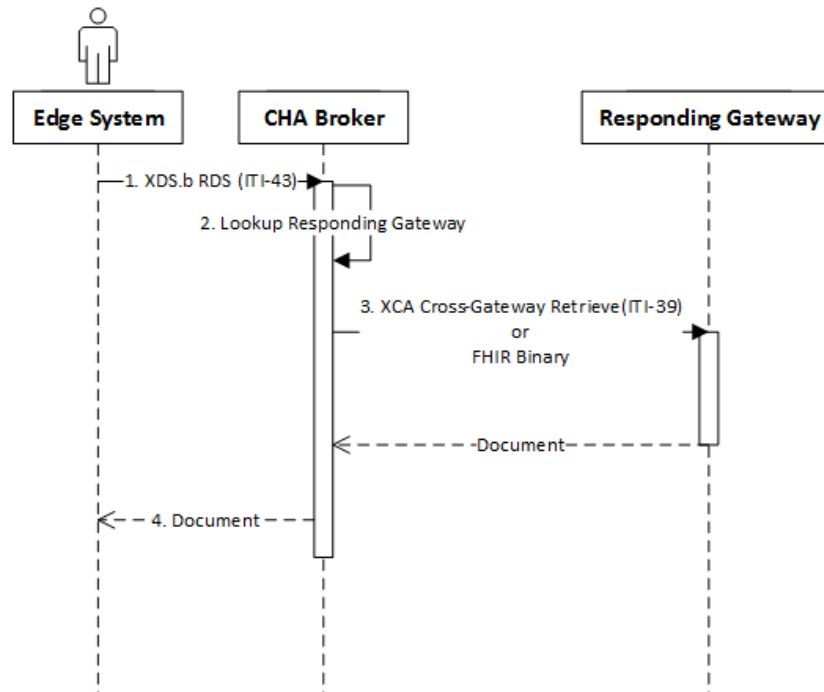 Edge System
CHA Broker
Responding Gateway
1. XDS.b RDS (ITI-43)
2. Lookup Responding Gateway
3. XCA Cross-Gateway Retrieve(ITI-39)
or
FHIR Binary
Document
4. Document